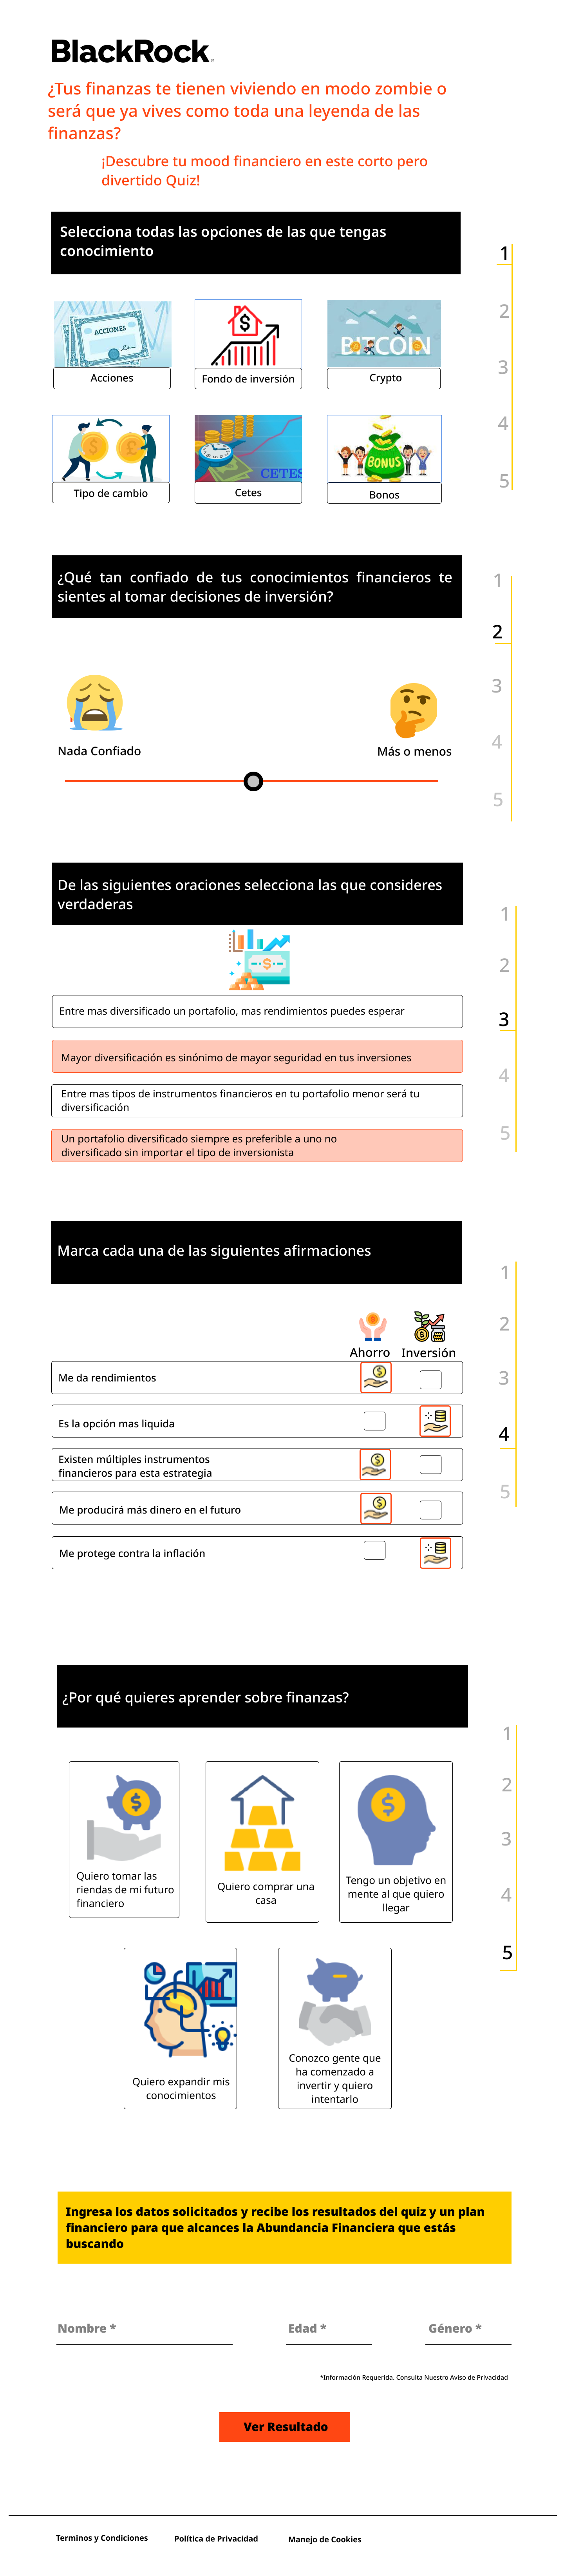 BlackRock®
¿Tus finanzas te tienen viviendo en modo zombie o
será que ya vives como toda una leyenda de las
finanzas?
¡Descubre tu mood financiero en este corto pero
divertido Quiz!
Selecciona todas las opciones de las que tengas
conocimiento
1
2
3
4
5
ACCIONES
BITCOIN
Acciones
Fondo de inversión
Crypto
BONUS
CETES
Tipo de cambio
Cetes
Bonos
¿Qué tan confiado de tus conocimientos financieros te
sientes al tomar decisiones de inversión?
1
2
3
4
5
Nada Confiado
Más o menos
De las siguientes oraciones selecciona las que consideres
verdaderas
1
2
3
4
5
Entre mas diversificado un portafolio, mas rendimientos puedes esperar
Mayor diversificación es sinónimo de mayor seguridad en tus inversiones
Entre mas tipos de instrumentos financieros en tu portafolio menor será tu
diversificación
Un portafolio diversificado siempre es preferible a uno no
diversificado sin importar el tipo de inversionista
Marca cada una de las siguientes afirmaciones
1
2
3
4
5
Ahorro
Inversión
Me da rendimientos
Es la opción mas liquida
Existen múltiples instrumentos
financieros para esta estrategia
Me producirá más dinero en el futuro
Me protege contra la inflación
¿Por qué quieres aprender sobre finanzas?
1
2
3
4
5
Quiero tomar las
riendas de mi futuro
financiero
Quiero comprar una
casa
Tengo un objetivo en
mente al que quiero
llegar
Quiero expandir mis
conocimientos
Conozco gente que
ha comenzado a
invertir y quiero
intentarlo
Ingresa los datos solicitados y recibe los resultados del quiz y un plan
financiero para que alcances la Abundancia Financiera que estás
buscando
Nombre *
Edad *
Género *
*Información Requerida. Consulta Nuestro Aviso de Privacidad
Ver Resultado
Terminos y Condiciones
Política de Privacidad
Manejo de Cookies